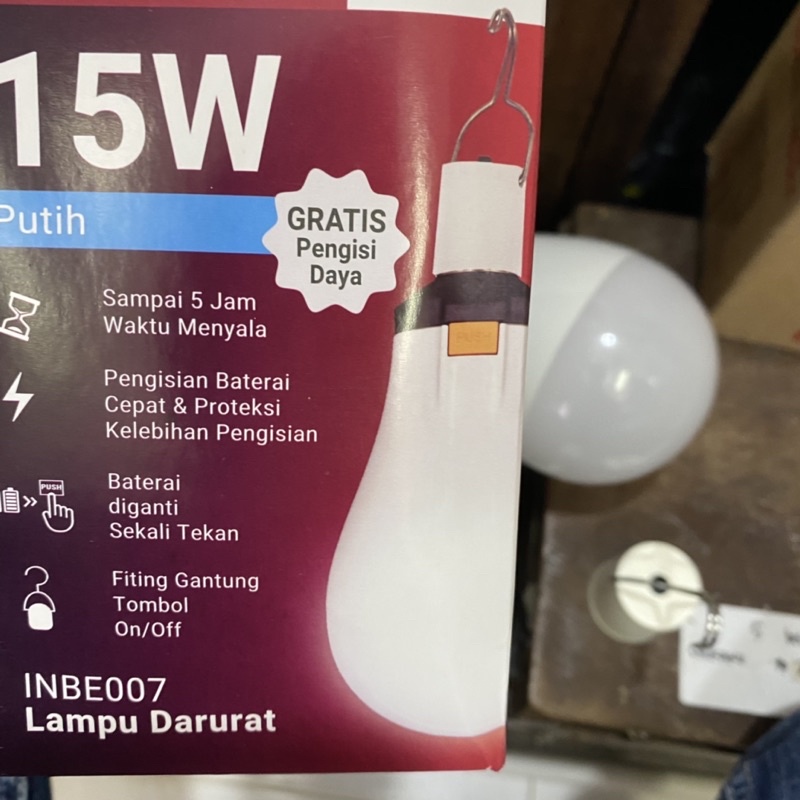 15W
Putih
GRATIS
Pengisi
Daya
PUSH
Sampai 5 Jam
Waktu Menyala
Pengisian Baterai
Cepat & Proteksi
Kelebihan Pengisian
PUSH
Baterai
diganti
Sekali Tekan
Fiting Gantung
Tombol
On/Off
INBE007
Lampu Darurat